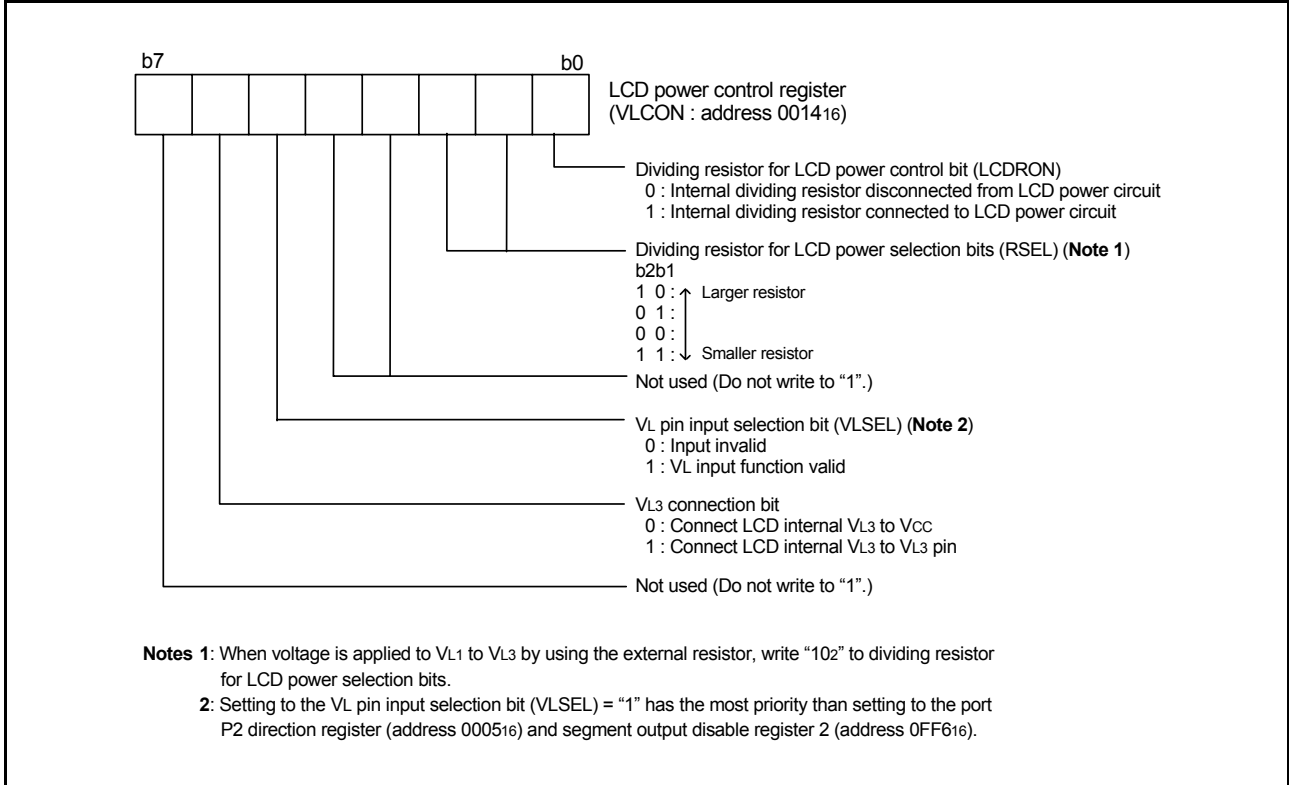 b7 b0
LCD power control register
(VLCON : address 001416)
Dividing resistor for LCD power control bit (LCDRON)
0 : Internal dividing resistor disconnected from LCD power circuit
1 : Internal dividing resistor connected to LCD power circuit
Dividing resistor for LCD power selection bits (RSEL) (Note 1)
b2b1
1 0 : Larger resistor
0 1 :
0 0 :
1 1 : Smaller resistor
Not used (Do not write to “1”.)
VL pin input selection bit (VLSEL) (Note 2)
0 : Input invalid
1 : VL input function valid
VL3 connection bit
0 : Connect LCD internal VL3 to VCC
1 : Connect LCD internal VL3 to VL3 pin
Not used (Do not write to “1”.)
Notes 1: When voltage is applied to VL1 to VL3 by using the external resistor, write “102” to dividing resistor
for LCD power selection bits.
2: Setting to the VL pin input selection bit (VLSEL) = “1” has the most priority than setting to the port
P2 direction register (address 000516) and segment output disable register 2 (address 0FF616).